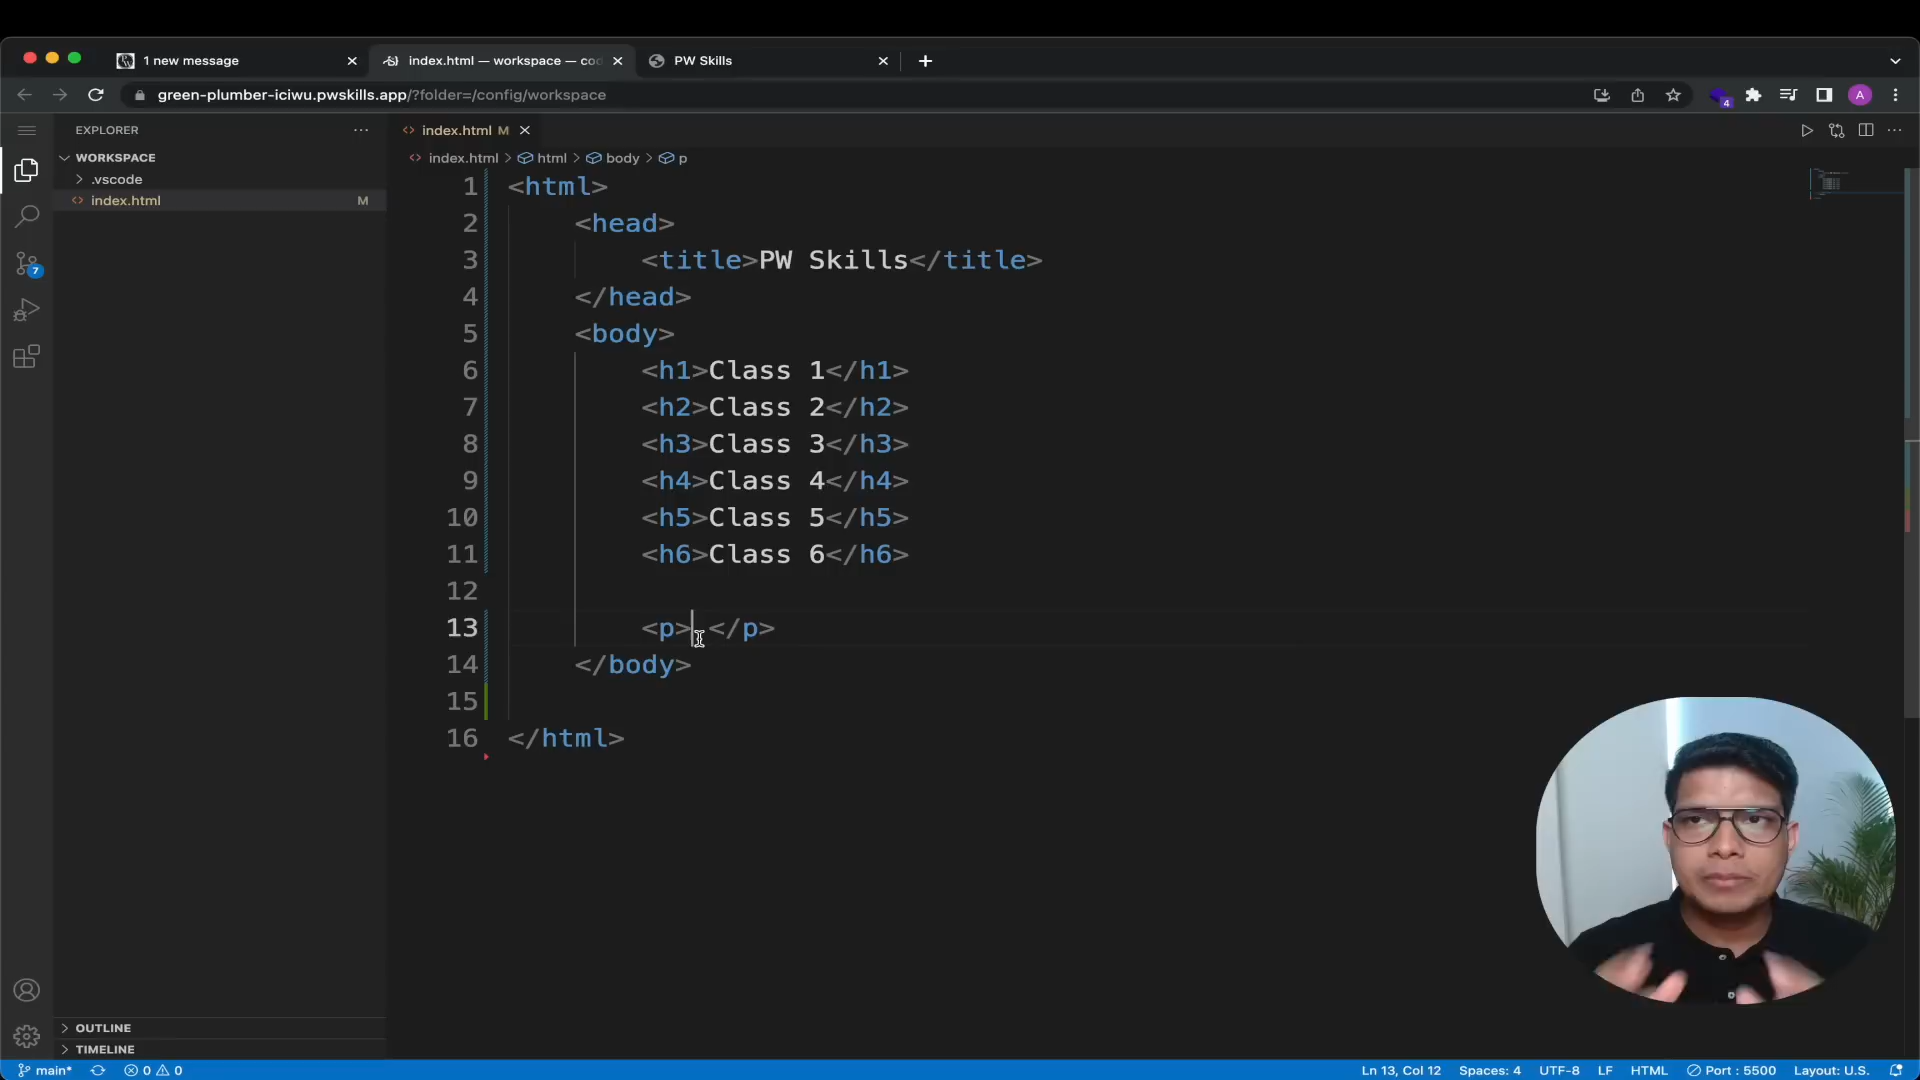 1 new message
index.html — workspace — co
PW Skills
green-plumber-iciwu.pwskills.app/?folder=/config/workspace
4
A
EXPLORER
index.html M
WORKSPACE
index.html > html > body > p
.vscode
index.html M
7
1 <html>
2 <head>
3 <title>PW Skills</title>
4 </head>
5 <body>
6 <h1>Class 1</h1>
7 <h2>Class 2</h2>
8 <h3>Class 3</h3>
9 <h4>Class 4</h4>
10 <h5>Class 5</h5>
11 <h6>Class 6</h6>
12
13 <p> </p>
14 </body>
15
16 </html>
OUTLINE
TIMELINE
main* 0 0 Ln 13, Col 12 Spaces: 4 UTF-8 LF HTML Port : 5500 Layout: U.S.